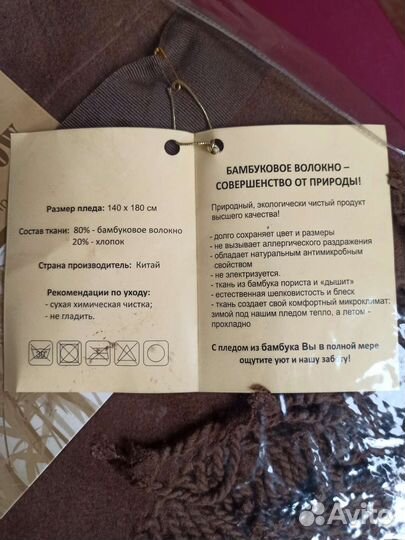 Размер пледа: 140 х 180 см
Состав ткани: 80% - бамбуковое волокно
20% - хлопок
Страна производитель: Китай
Рекомендации по уходу:
- сухая химическая чистка;
- не гладить.
30°
БАМБУКОВОЕ ВОЛОКНО –
СОВЕРШЕНСТВО ОТ ПРИРОДЫ!
Природный, экологически чистый продукт
высшего качества!
- долго сохраняет цвет и размеры
- не вызывает аллергического раздражения
- обладает натуральным антимикробным
свойством
- не электризуется.
- ткань из бамбука пориста и «дышит»
- естественная шелковистость и блеск
- ткань создает свой комфортный микроклимат:
зимой под нашим пледом тепло, а летом -
прохладно
С пледом из бамбука Вы в полной мере
ощутите уют и нашу заботу!
Avito